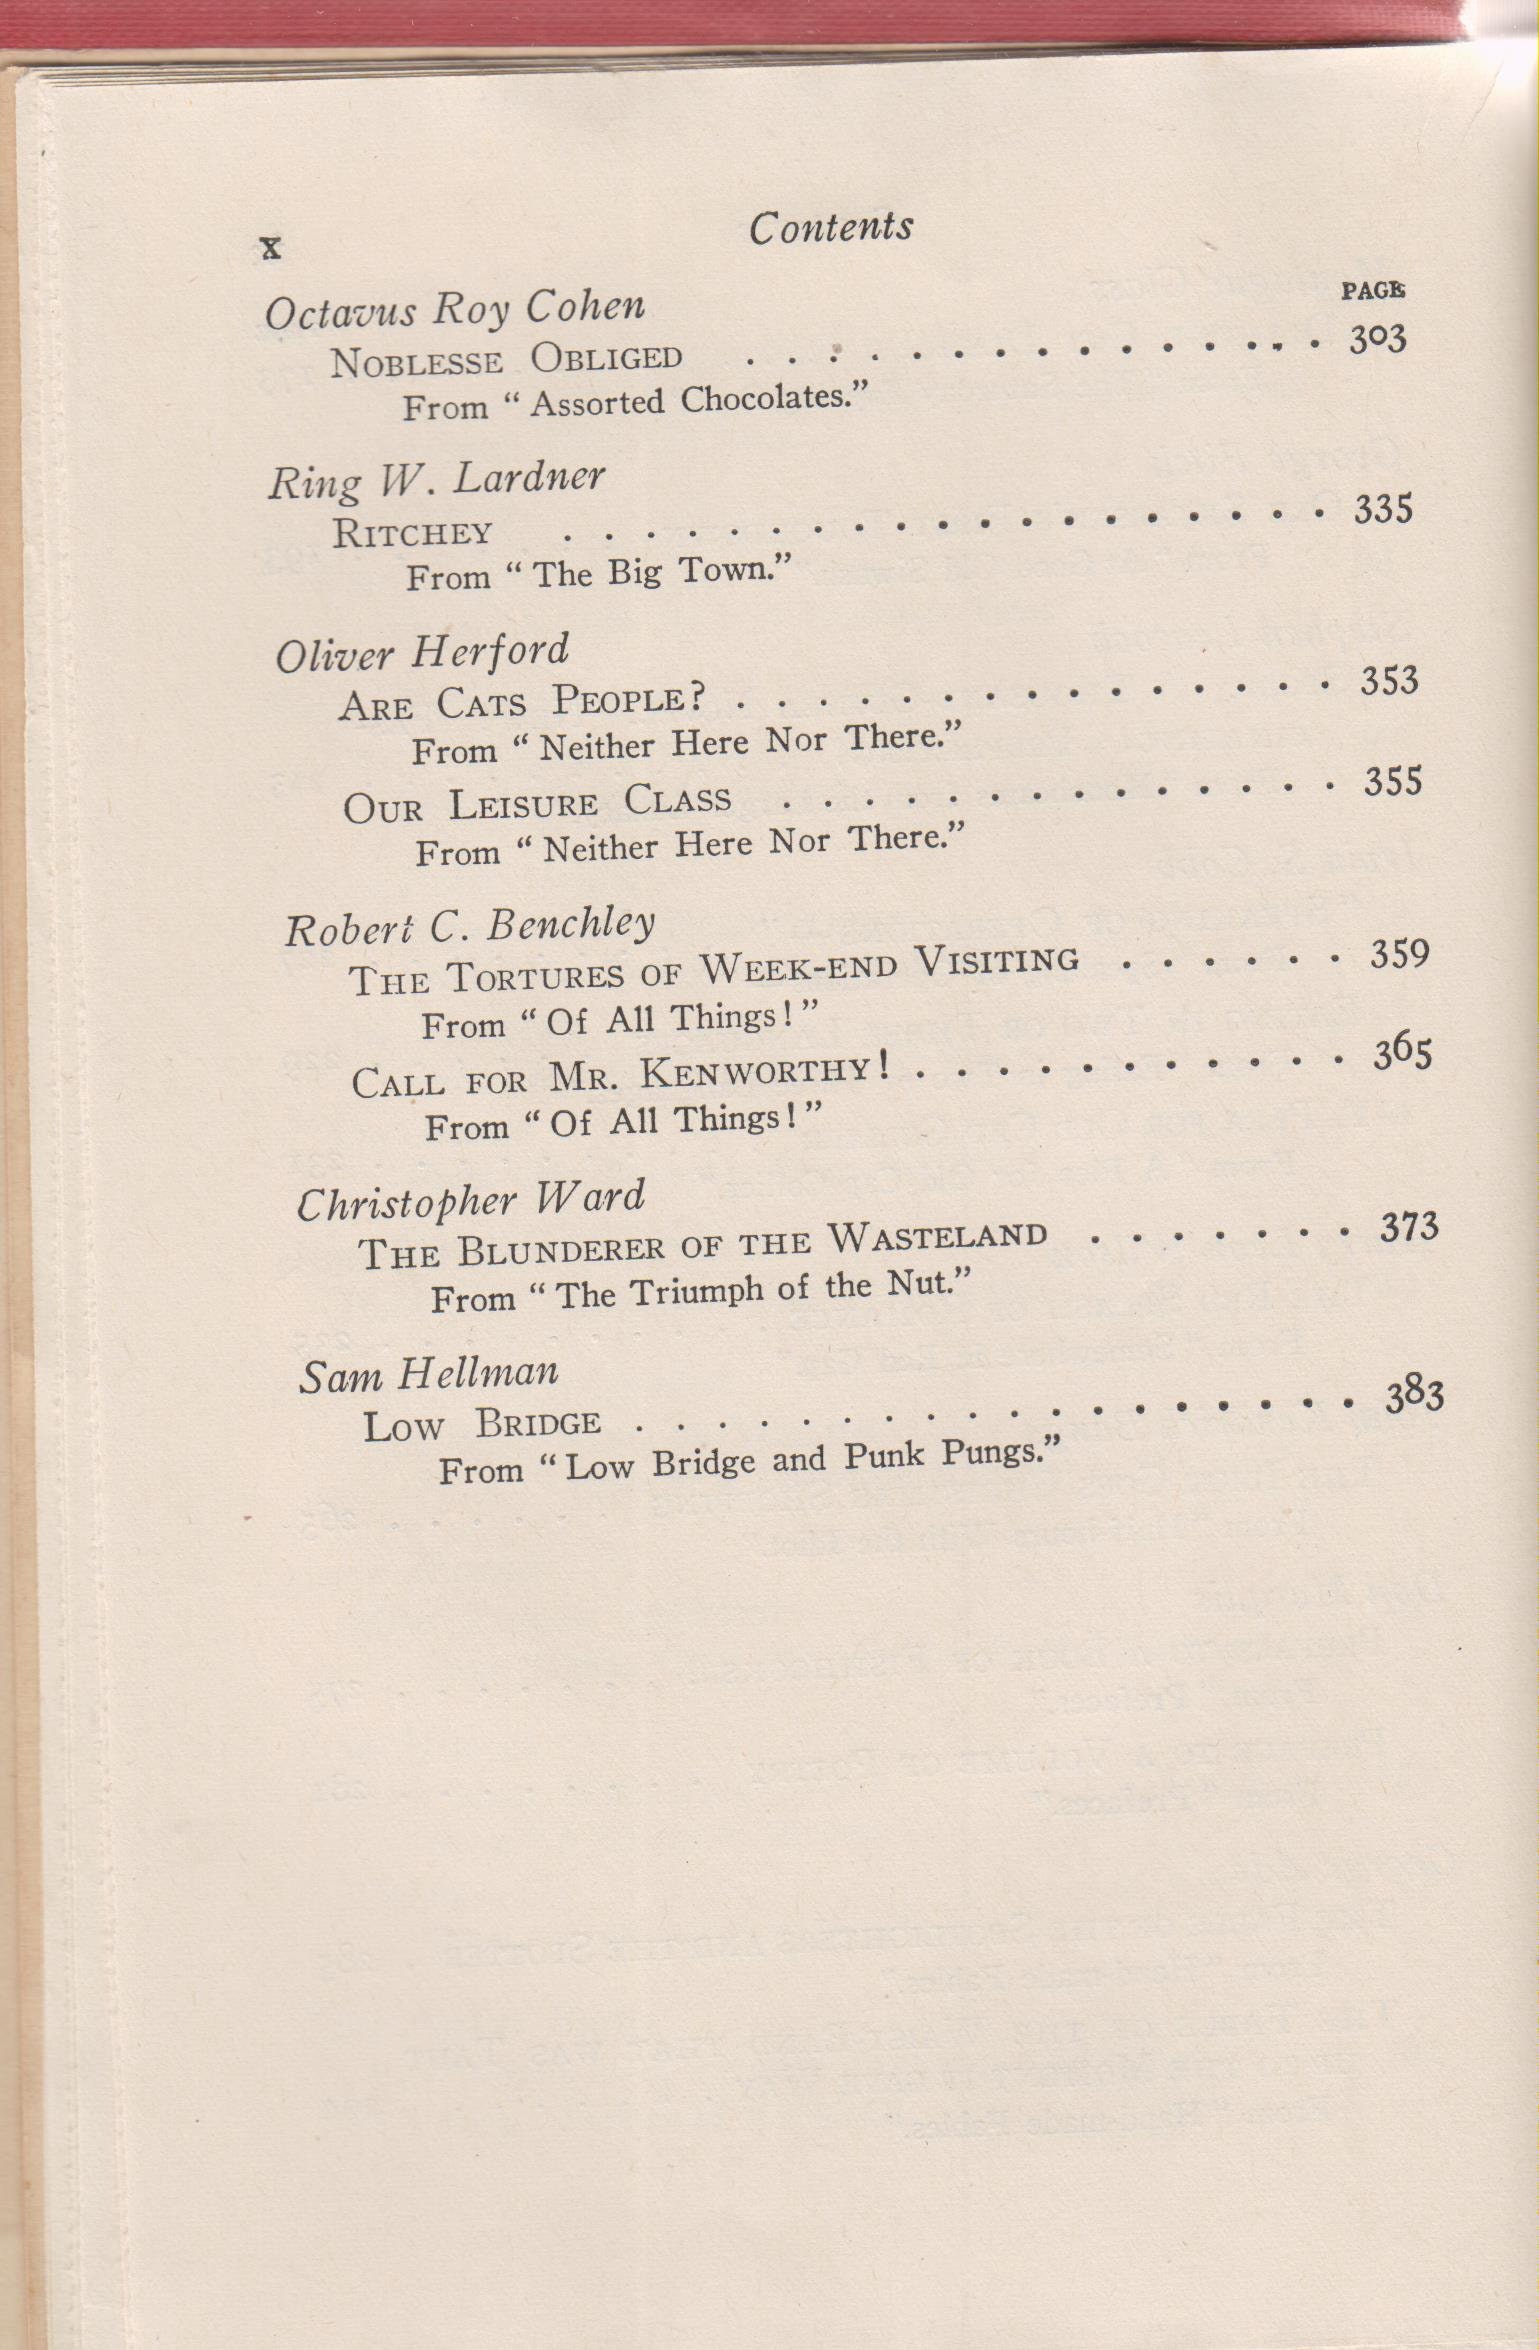 x
Contents
PAGE
Octavus Roy Cohen
NOBLESSE OBLIGED . . . . . . . . . . . . . . 303
From "Assorted Chocolates."
Ring W. Lardner
RITCHEY . . . . . . . . . . . . . . . . . . . 335
From "The Big Town."
Oliver Herford
ARE CATS PEOPLE? . . . . . . . . . . . . . . . 353
From "Neither Here Nor There."
OUR LEISURE CLASS . . . . . . . . . . . . . . 355
From "Neither Here Nor There."
Robert C. Benchley
THE TORTURES OF WEEK-END VISITING . . . . . . 359
From "Of All Things!"
CALL FOR MR. KENWORTHY! . . . . . . . . . . . 365
From "Of All Things!"
Christopher Ward
THE BLUNDERER OF THE WASTELAND . . . . . . . 373
From "The Triumph of the Nut."
Sam Hellman
LOW BRIDGE . . . . . . . . . . . . . . . . . . 383
From "Low Bridge and Punk Pungs."